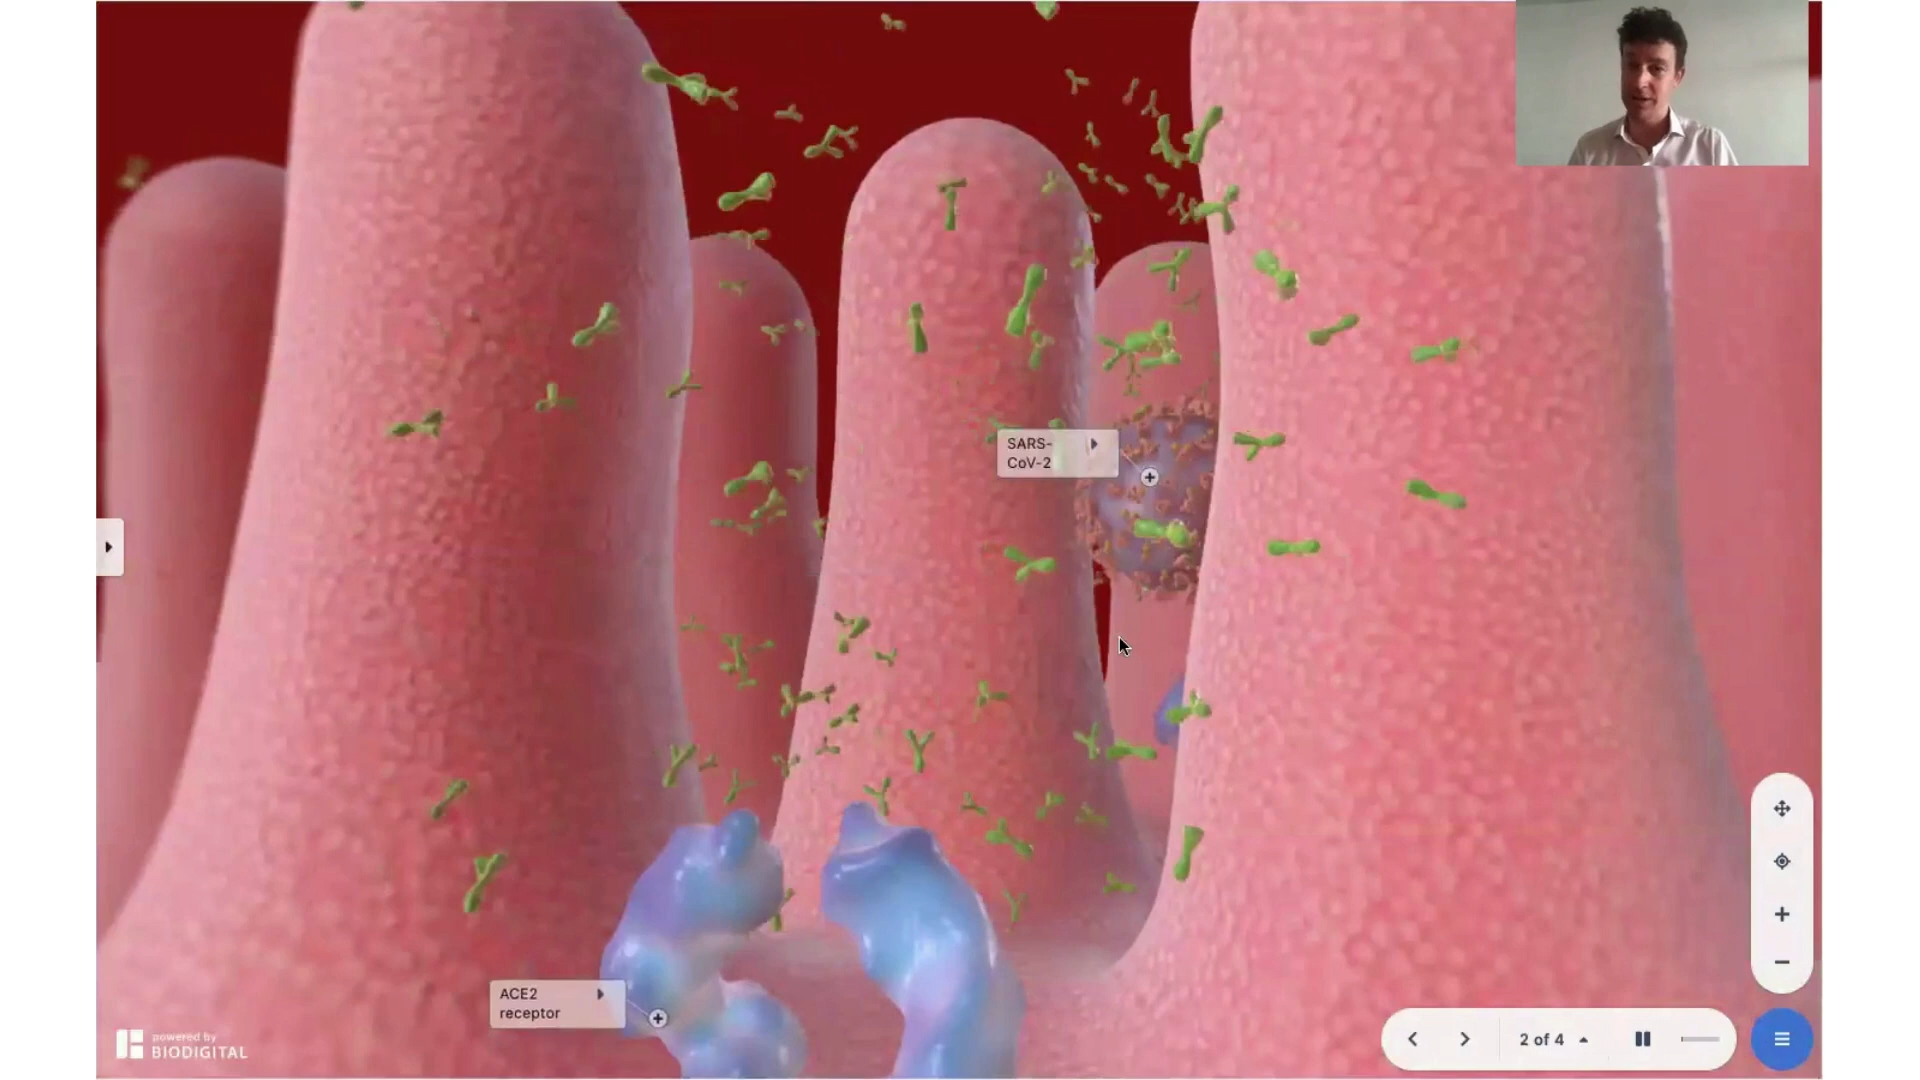 SARS-
CoV-2
ACE2
receptor
powered by
BIODIGITAL
2 of 4